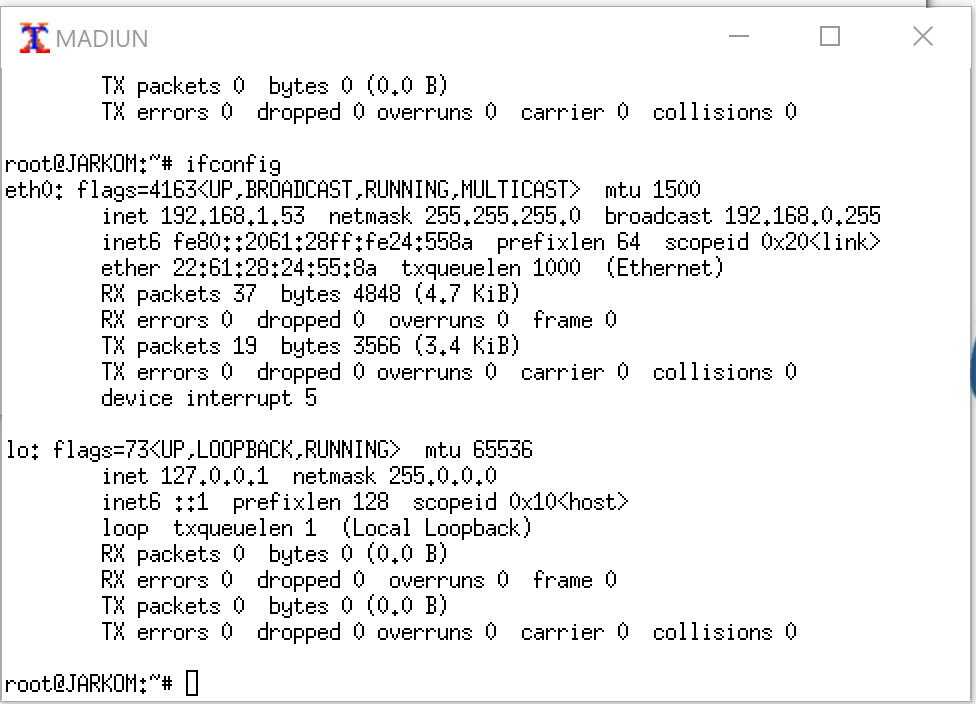 MADIUN
TX packets 0  bytes 0 (0.0 B)
TX errors 0  dropped 0 overruns 0  carrier 0  collisions 0
root@JARKOM:~# ifconfig
eth0: flags=4163<UP,BROADCAST,RUNNING,MULTICAST>  mtu 1500
inet 192.168.1.53  netmask 255.255.255.0  broadcast 192.168.0.255
inet6 fe80::2061:28ff:fe24:558a  prefixlen 64  scopeid 0x20<link>
ether 22:61:28:24:55:8a  txqueuelen 1000  (Ethernet)
RX packets 37  bytes 4848 (4.7 KiB)
RX errors 0  dropped 0  overruns 0  frame 0
TX packets 19  bytes 3566 (3.4 KiB)
TX errors 0  dropped 0 overruns 0  carrier 0  collisions 0
device interrupt 5
lo: flags=73<UP,LOOPBACK,RUNNING>  mtu 65536
inet 127.0.0.1  netmask 255.0.0.0
inet6 ::1  prefixlen 128  scopeid 0x10<host>
loop  txqueuelen 1  (Local Loopback)
RX packets 0  bytes 0 (0.0 B)
RX errors 0  dropped 0  overruns 0  frame 0
TX packets 0  bytes 0 (0.0 B)
TX errors 0  dropped 0 overruns 0  carrier 0  collisions 0
root@JARKOM:~#